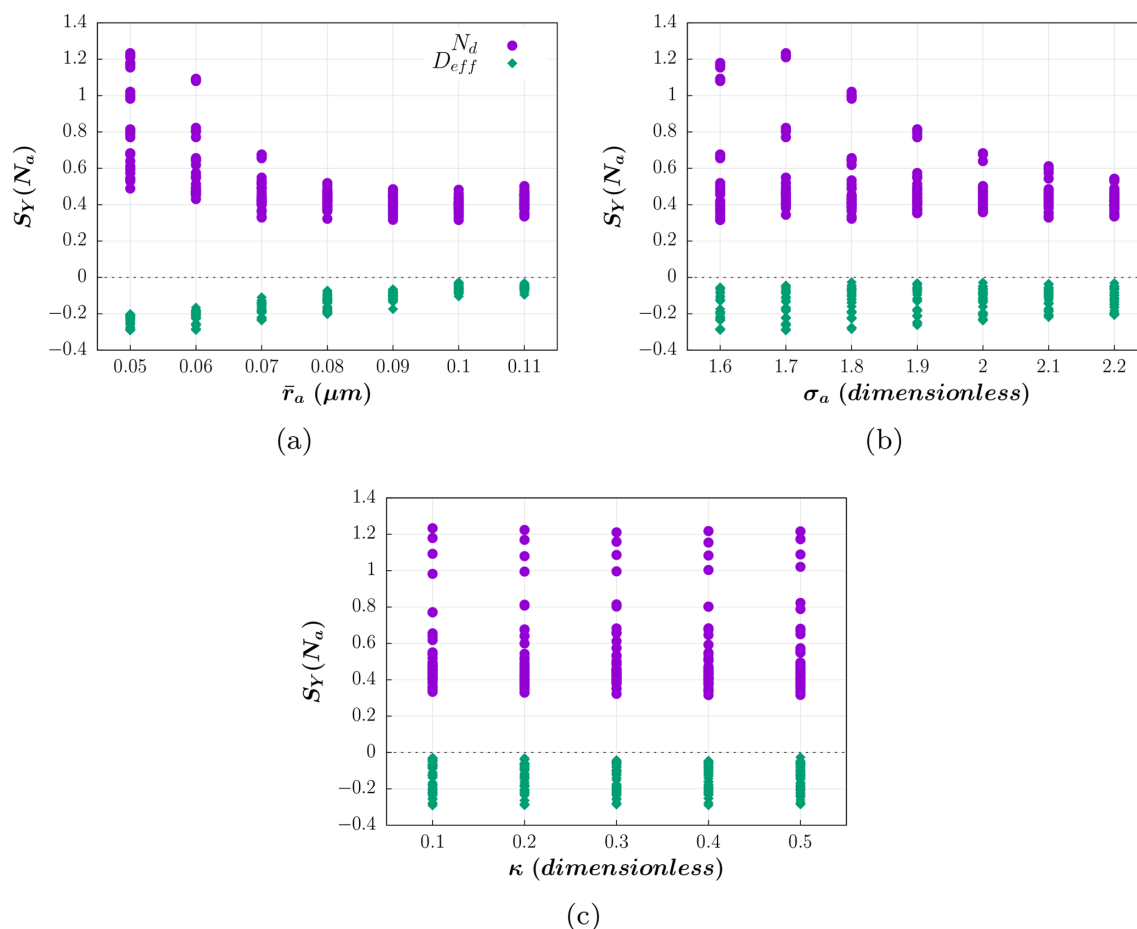 1.4
1.2
1
0.8
0.6
0.4
0.2
0
−0.2
−0.4
S_Y(N_a)
N_d
D_eff
0.05 0.06 0.07 0.08 0.09 0.1 0.11
r̄_a (μm)
(a)
1.4
1.2
1
0.8
0.6
0.4
0.2
0
−0.2
−0.4
S_Y(N_a)
1.6 1.7 1.8 1.9 2 2.1 2.2
σ_a (dimensionless)
(b)
1.4
1.2
1
0.8
0.6
0.4
0.2
0
−0.2
−0.4
S_Y(N_a)
0.1 0.2 0.3 0.4 0.5
κ (dimensionless)
(c)